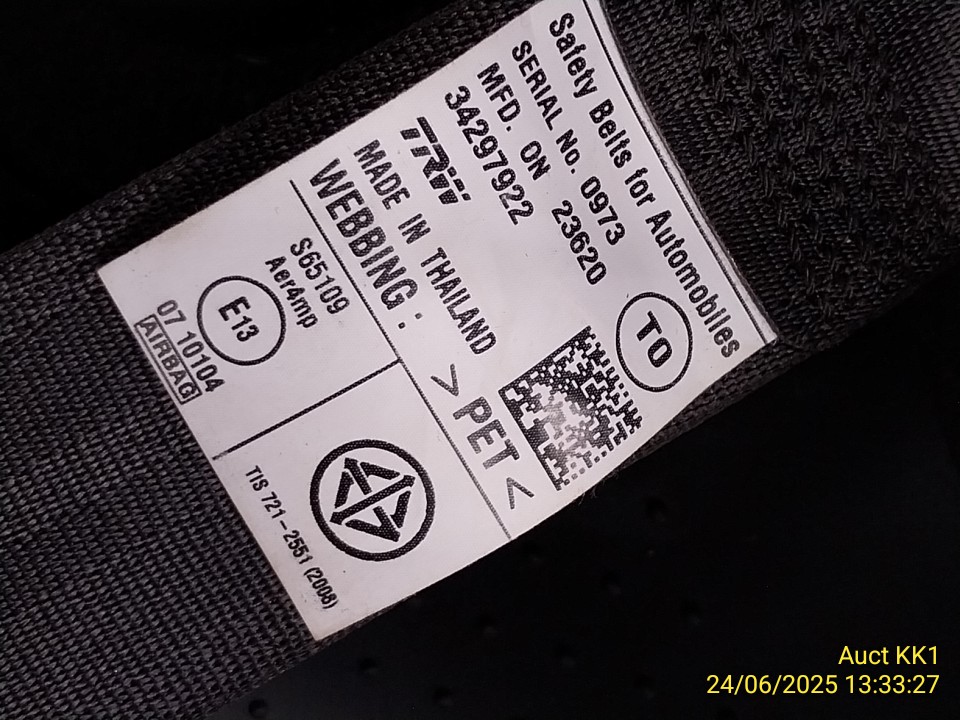 Safety Belts for Automobiles
SERIAL No. 0973
MFD. ON 23620
34297922
TO
TRW
MADE IN THAILAND
WEBBING : >PET<
S65109
Aer4mp
E13
07 10104
AIRBAG
TIS 721-2551 (2008)
Auct KK1
24/06/2025 13:33:27